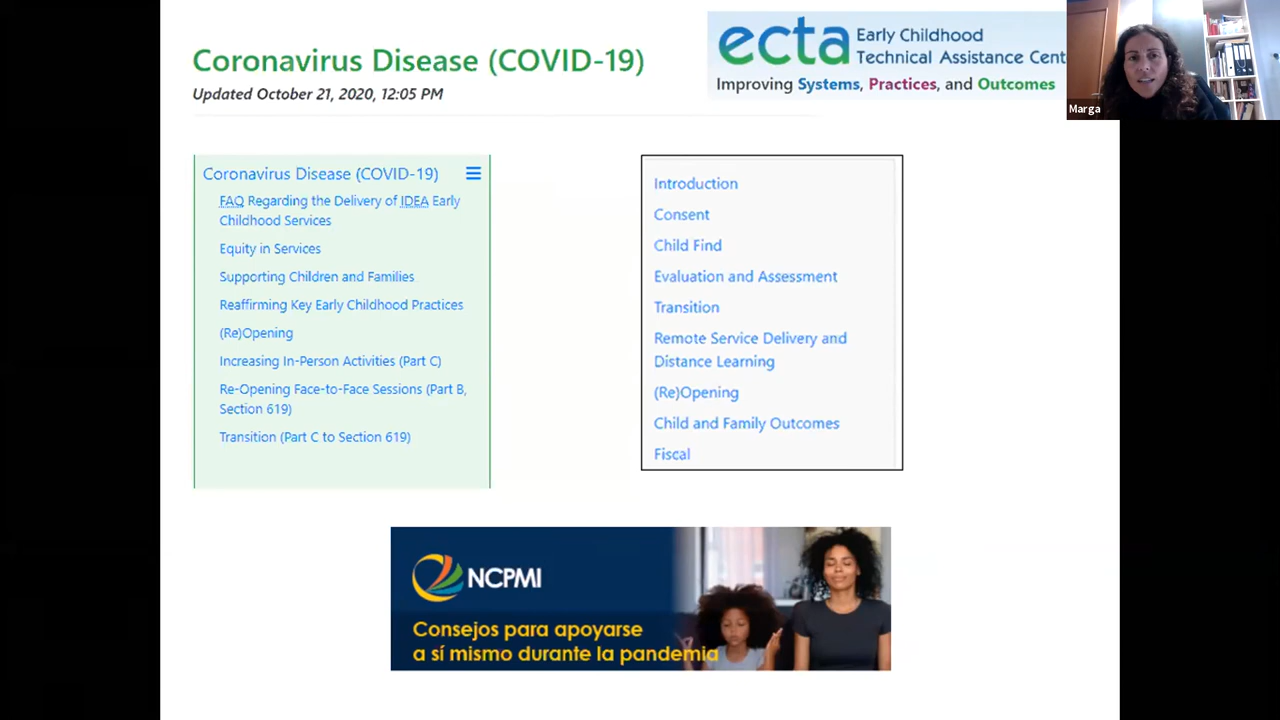 Coronavirus Disease (COVID-19)
Updated October 21, 2020, 12:05 PM
ecta Early Childhood
Technical Assistance Cent
Improving Systems, Practices, and Outcomes
Marga
Coronavirus Disease (COVID-19)
FAQ Regarding the Delivery of IDEA Early
Childhood Services
Equity in Services
Supporting Children and Families
Reaffirming Key Early Childhood Practices
(Re)Opening
Increasing In-Person Activities (Part C)
Re-Opening Face-to-Face Sessions (Part B,
Section 619)
Transition (Part C to Section 619)
Introduction
Consent
Child Find
Evaluation and Assessment
Transition
Remote Service Delivery and
Distance Learning
(Re)Opening
Child and Family Outcomes
Fiscal
NCPMI
Consejos para apoyarse
a sí mismo durante la pandemia